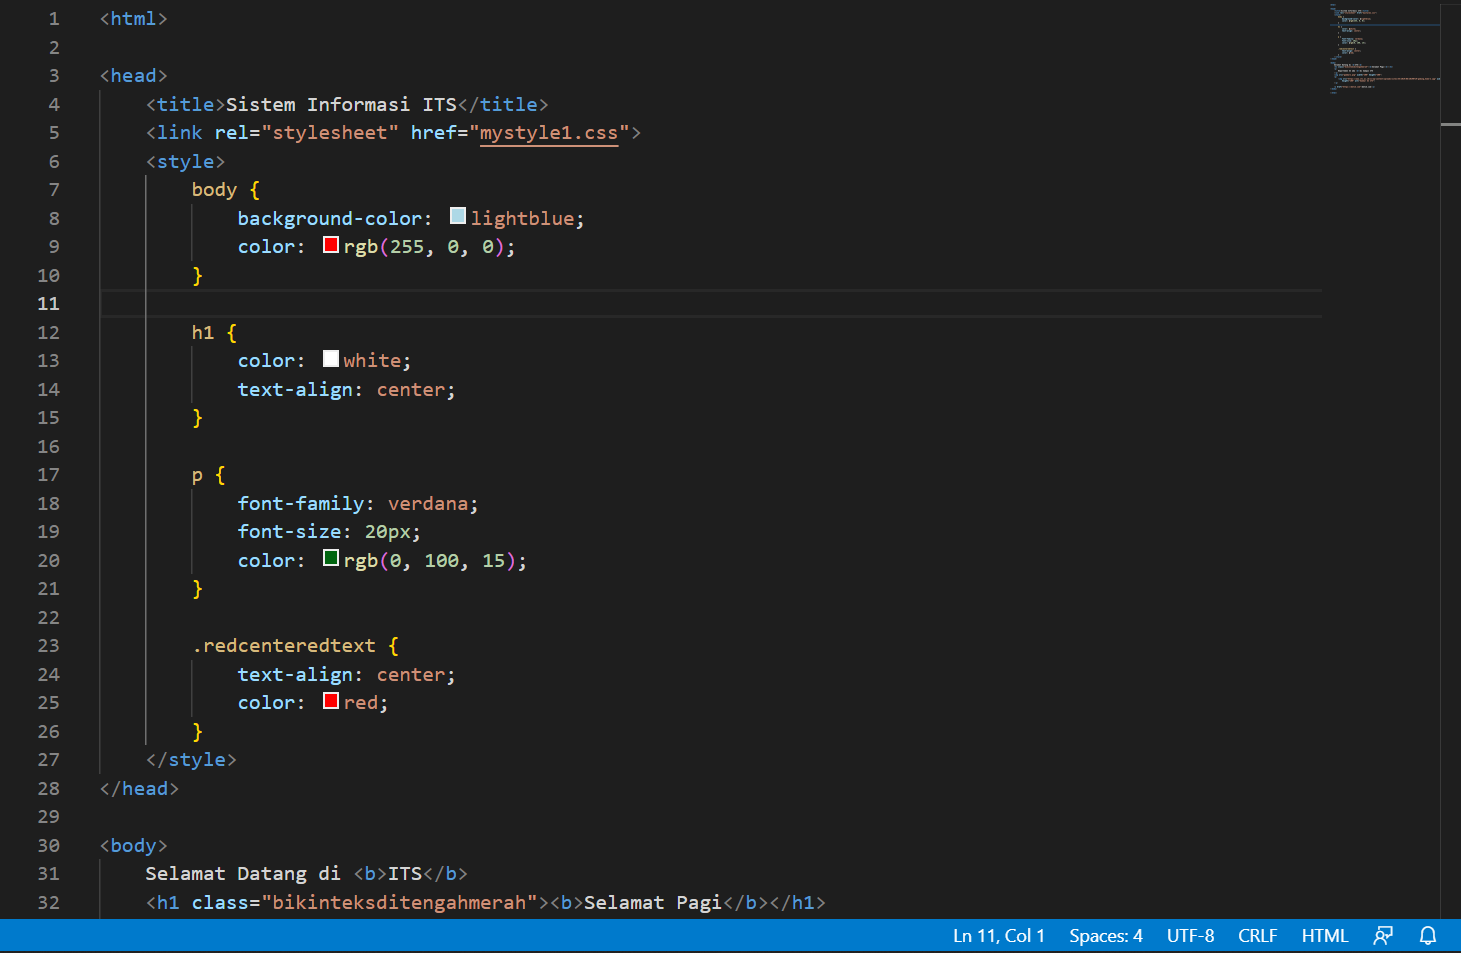 1 <html>
2
3 <head>
4 <title>Sistem Informasi ITS</title>
5 <link rel="stylesheet" href="mystyle1.css">
6 <style>
7 body {
8 background-color: lightblue;
9 color: rgb(255, 0, 0);
10 }
11
12 h1 {
13 color: white;
14 text-align: center;
15 }
16
17 p {
18 font-family: verdana;
19 font-size: 20px;
20 color: rgb(0, 100, 15);
21 }
22
23 .redcenteredtext {
24 text-align: center;
25 color: red;
26 }
27 </style>
28 </head>
29
30 <body>
31 Selamat Datang di <b>ITS</b>
32 <h1 class="bikinteksditengahmerah"><b>Selamat Pagi</b></h1>
Ln 11, Col 1 Spaces: 4 UTF-8 CRLF HTML